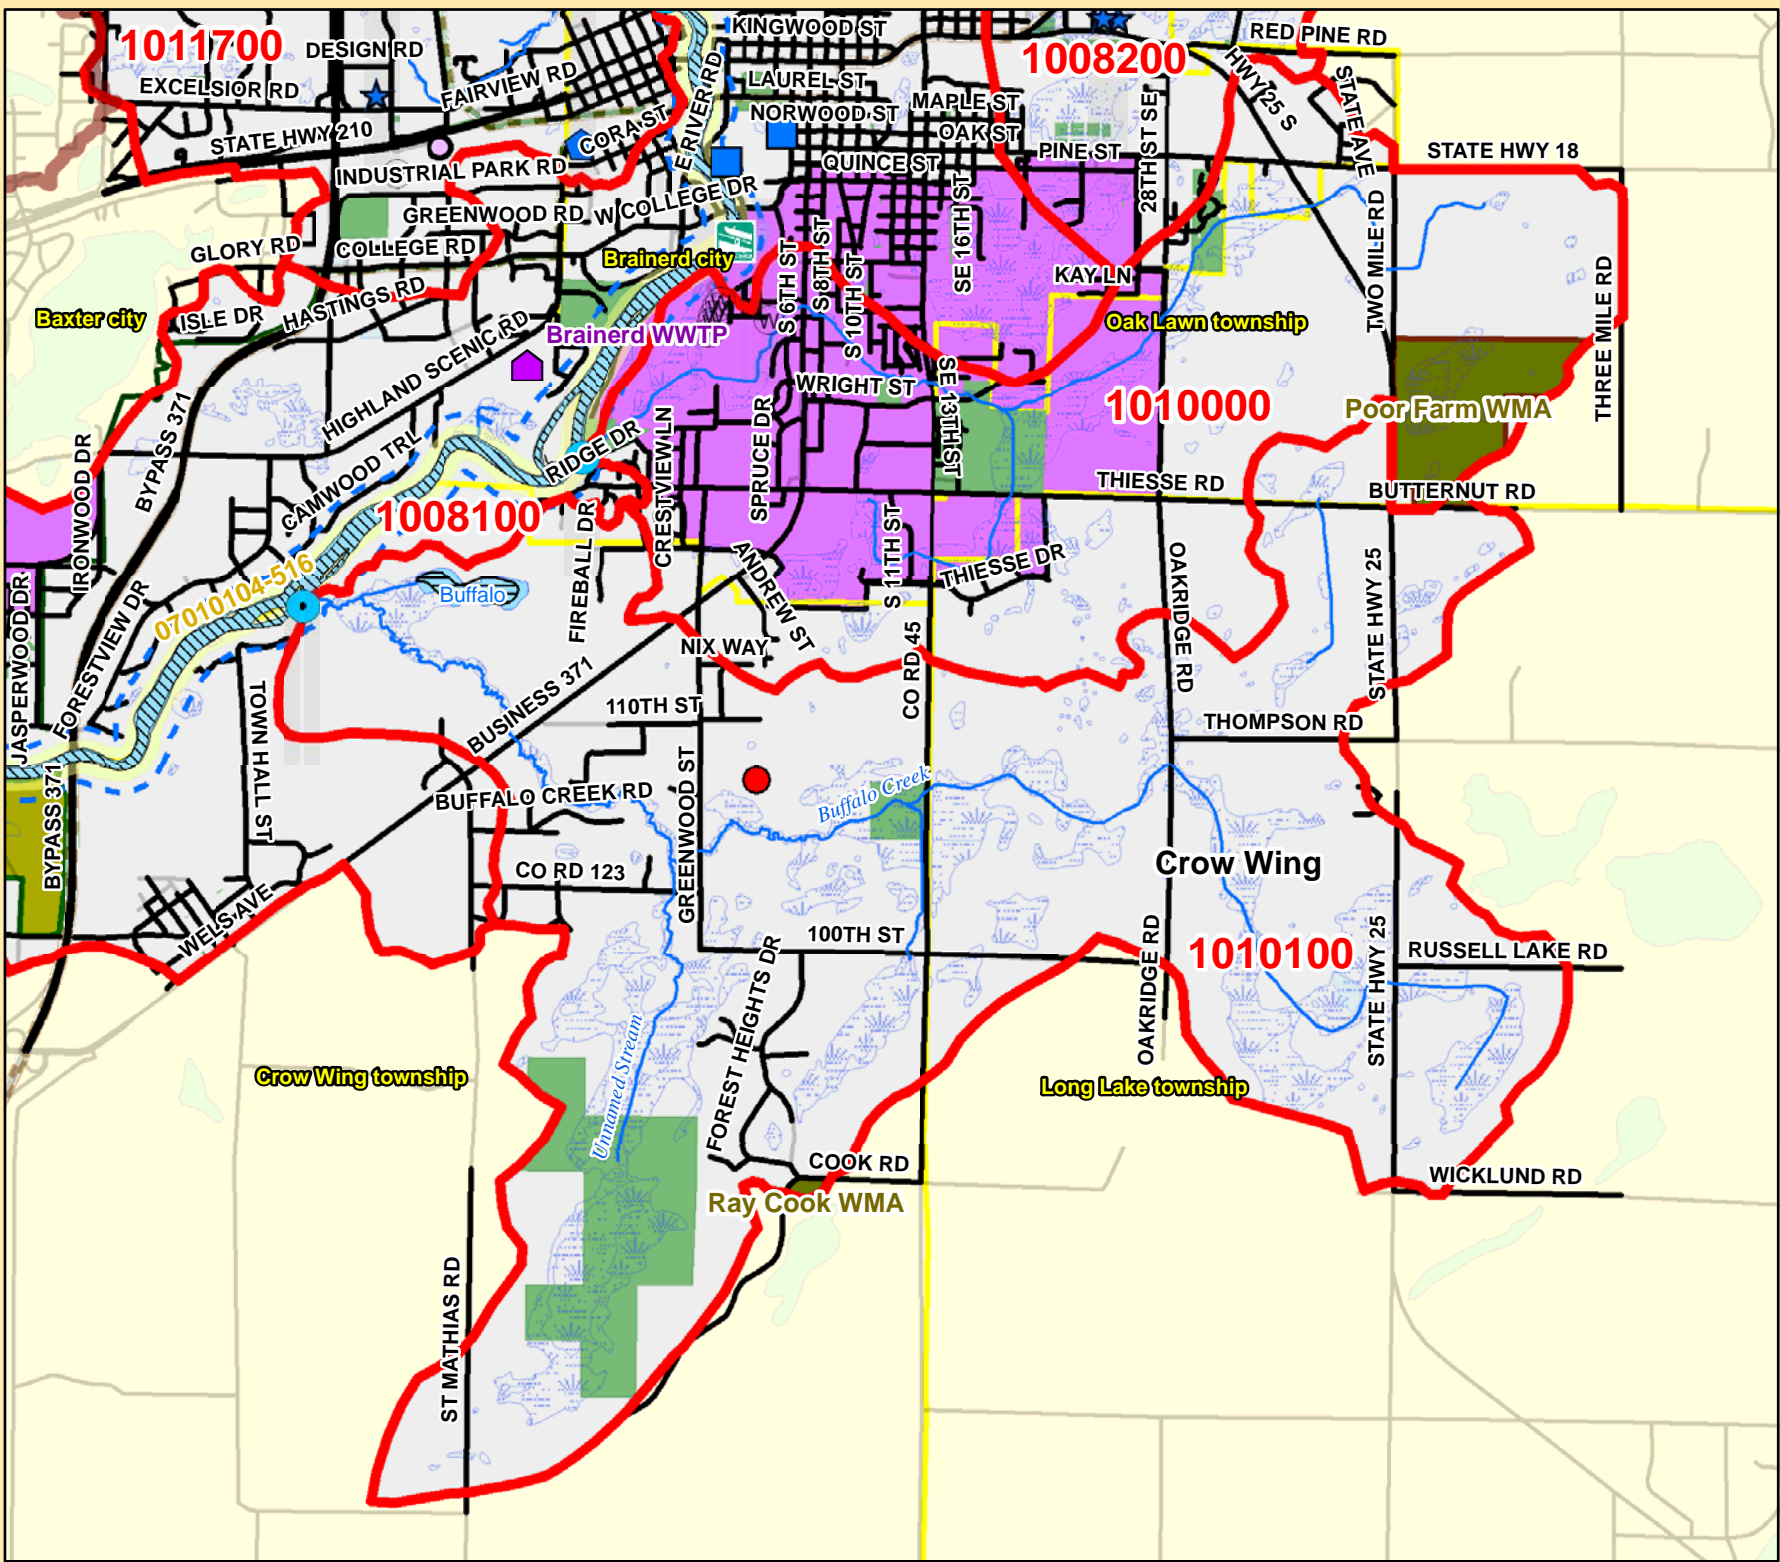 KINGWOOD ST
RED PINE RD
1011700
DESIGN RD
1008200
EXCELSIOR RD
FAIRVIEW RD
E RIVER RD
LAUREL ST
HWY 25 S
STATE AVE
NORWOOD ST
MAPLE ST
28TH ST SE
STATE HWY 210
CORA ST
OAK ST
PINE ST
STATE HWY 18
INDUSTRIAL PARK RD
QUINCE ST
GREENWOOD RD
W COLLEGE DR
SE 16TH ST
TWO MILE RD
GLORY RD
COLLEGE RD
Brainerd city
S 6TH ST
S 8TH ST
S 10TH ST
KAY LN
THREE MILE RD
Baxter city
ISLE DR
HASTINGS RD
HIGHLAND SCENIC RD
Brainerd WWTP
Oak Lawn township
WRIGHT ST
SE 13TH ST
1010000
Poor Farm WMA
BYPASS 371
IRONWOOD DR
CAMWOOD TRL
RIDGE DR
CRESTVIEW LN
SPRUCE DR
THIESSE RD
BUTTERNUT RD
1008100
FIREBALL DR
S 11TH ST
ANDREW ST
THIESSE DR
OAKRIDGE RD
STATE HWY 25
07010104-516
Buffalo
JASPERWOOD DR
FORESTVIEW DR
NIX WAY
CO RD 45
TOWN HALL ST
BUSINESS 371
110TH ST
THOMPSON RD
BYPASS 371
BUFFALO CREEK RD
GREENWOOD ST
Buffalo Creek
Crow Wing
CO RD 123
WELS AVE
100TH ST
OAKRIDGE RD
1010100
STATE HWY 25
RUSSELL LAKE RD
FOREST HEIGHTS DR
Unnamed Stream
Crow Wing township
Long Lake township
COOK RD
WICKLUND RD
Ray Cook WMA
ST MATHIAS RD